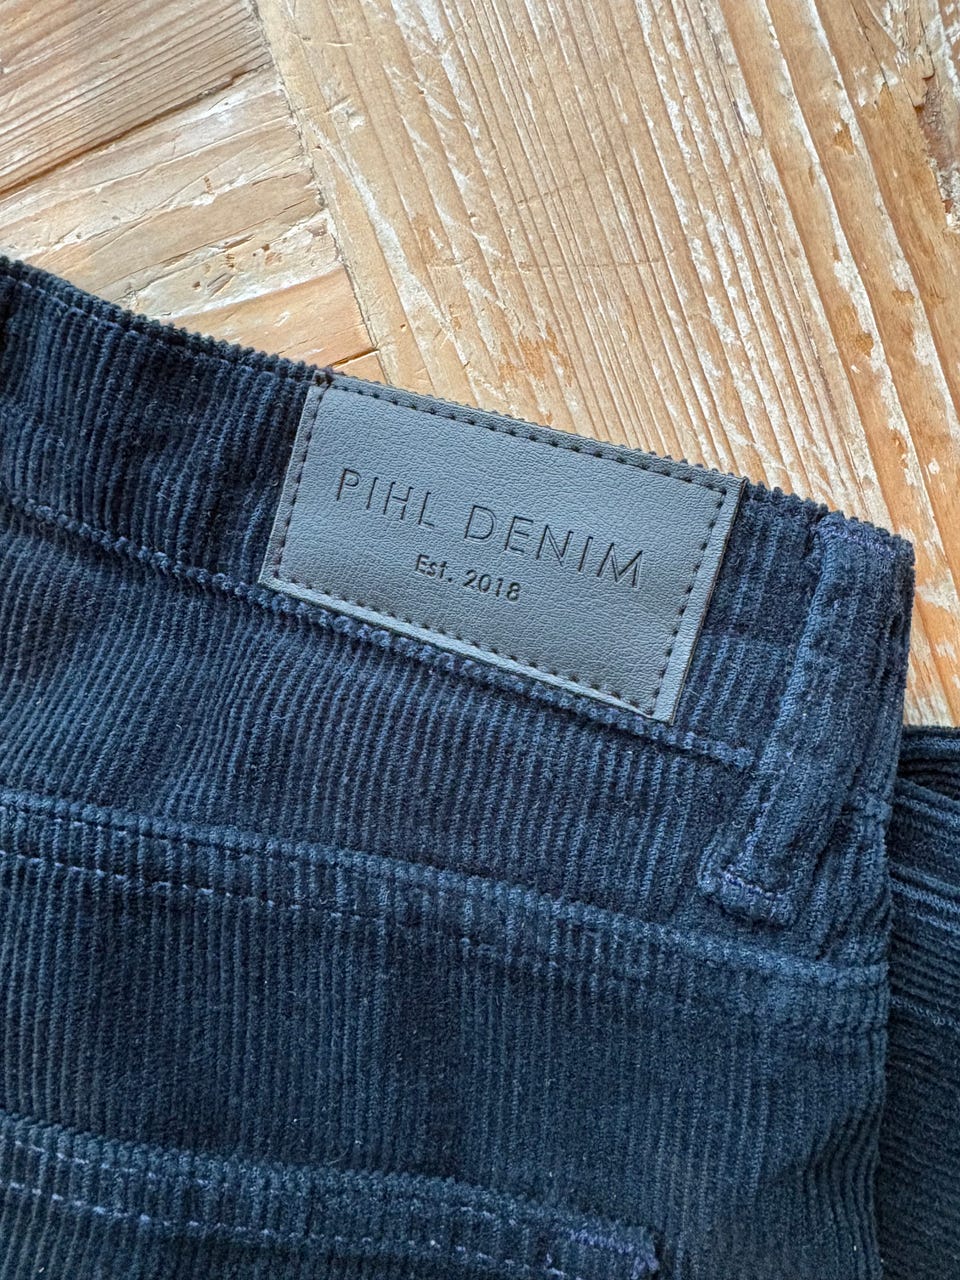 PIHL DENIM
Est. 2018